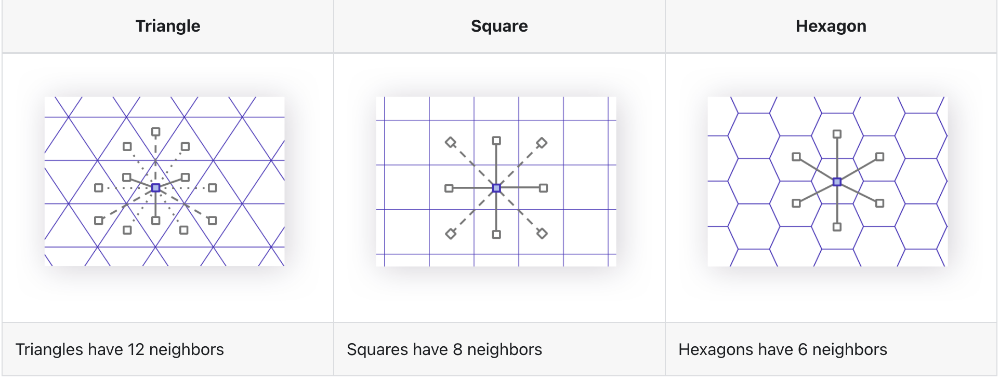 Triangle
Square
Hexagon
Triangles have 12 neighbors
Squares have 8 neighbors
Hexagons have 6 neighbors